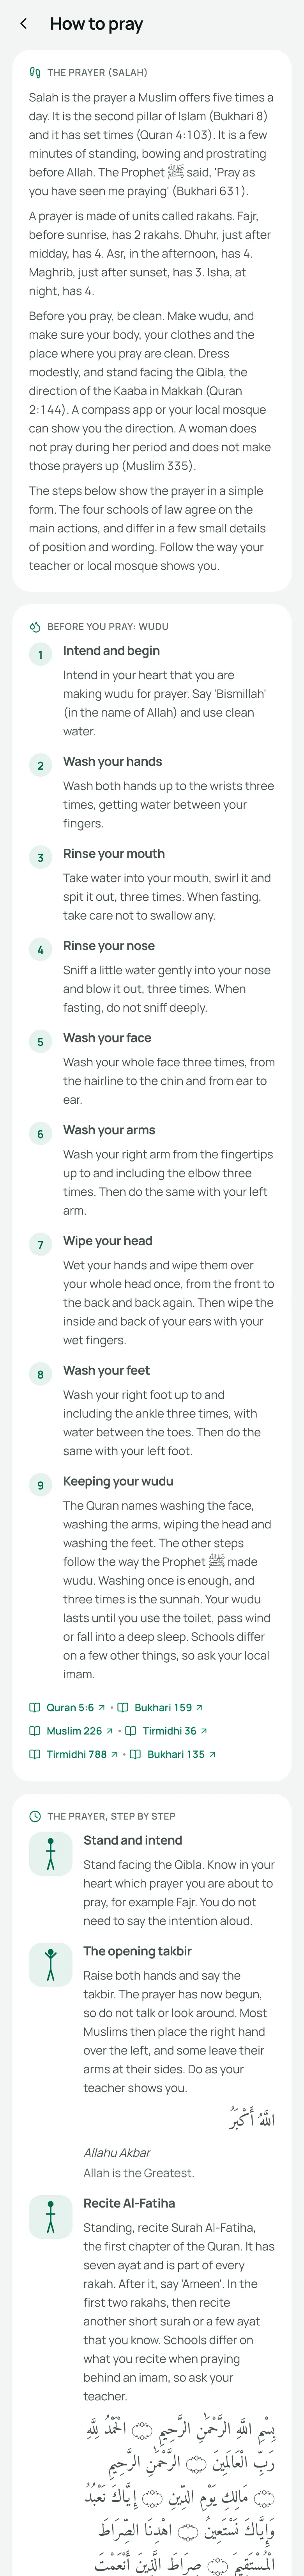 How to pray
THE PRAYER (SALAH)
Salah is the prayer a Muslim offers five times a
day. It is the second pillar of Islam (Bukhari 8)
and it has set times (Quran 4:103). It is a few
minutes of standing, bowing and prostrating
before Allah. The Prophet ﷺ said, 'Pray as
you have seen me praying' (Bukhari 631).
A prayer is made of units called rakahs. Fajr,
before sunrise, has 2 rakahs. Dhuhr, just after
midday, has 4. Asr, in the afternoon, has 4.
Maghrib, just after sunset, has 3. Isha, at
night, has 4.
Before you pray, be clean. Make wudu, and
make sure your body, your clothes and the
place where you pray are clean. Dress
modestly, and stand facing the Qibla, the
direction of the Kaaba in Makkah (Quran
2:144). A compass app or your local mosque
can show you the direction. A woman does
not pray during her period and does not make
those prayers up (Muslim 335).
The steps below show the prayer in a simple
form. The four schools of law agree on the
main actions, and differ in a few small details
of position and wording. Follow the way your
teacher or local mosque shows you.
BEFORE YOU PRAY: WUDU
1 Intend and begin
Intend in your heart that you are
making wudu for prayer. Say 'Bismillah'
(in the name of Allah) and use clean
water.
2 Wash your hands
Wash both hands up to the wrists three
times, getting water between your
fingers.
3 Rinse your mouth
Take water into your mouth, swirl it and
spit it out, three times. When fasting,
take care not to swallow any.
4 Rinse your nose
Sniff a little water gently into your nose
and blow it out, three times. When
fasting, do not sniff deeply.
5 Wash your face
Wash your whole face three times, from
the hairline to the chin and from ear to
ear.
6 Wash your arms
Wash your right arm from the fingertips
up to and including the elbow three
times. Then do the same with your left
arm.
7 Wipe your head
Wet your hands and wipe them over
your whole head once, from the front to
the back and back again. Then wipe the
inside and back of your ears with your
wet fingers.
8 Wash your feet
Wash your right foot up to and
including the ankle three times, with
water between the toes. Then do the
same with your left foot.
9 Keeping your wudu
The Quran names washing the face,
washing the arms, wiping the head and
washing the feet. The other steps
follow the way the Prophet ﷺ made
wudu. Washing once is enough, and
three times is the sunnah. Your wudu
lasts until you use the toilet, pass wind
or fall into a deep sleep. Schools differ
on a few other things, so ask your local
imam.
Quran 5:6 ↗ • Bukhari 159 ↗
• Muslim 226 ↗ • Tirmidhi 36 ↗
• Tirmidhi 788 ↗ • Bukhari 135 ↗
THE PRAYER, STEP BY STEP
Stand and intend
Stand facing the Qibla. Know in your
heart which prayer you are about to
pray, for example Fajr. You do not
need to say the intention aloud.
The opening takbir
Raise both hands and say the
takbir. The prayer has now begun,
so do not talk or look around. Most
Muslims then place the right hand
over the left, and some leave their
arms at their sides. Do as your
teacher shows you.
اللَّهُ أَكْبَرُ
Allahu Akbar
Allah is the Greatest.
Recite Al-Fatiha
Standing, recite Surah Al-Fatiha,
the first chapter of the Quran. It has
seven ayat and is part of every
rakah. After it, say 'Ameen'. In the
first two rakahs, then recite
another short surah or a few ayat
that you know. Schools differ on
what you recite when praying
behind an imam, so ask your
teacher.
بِسْمِ اللَّهِ الرَّحْمَٰنِ الرَّحِيمِ ۝ الْحَمْدُ لِلَّهِ
رَبِّ الْعَالَمِينَ ۝ الرَّحْمَٰنِ الرَّحِيمِ
۝ مَالِكِ يَوْمِ الدِّينِ ۝ إِيَّاكَ نَعْبُدُ
وَإِيَّاكَ نَسْتَعِينُ ۝ اهْدِنَا الصِّرَاطَ
الْمُسْتَقِيمَ ۝ صِرَاطَ الَّذِينَ أَنْعَمْتَ